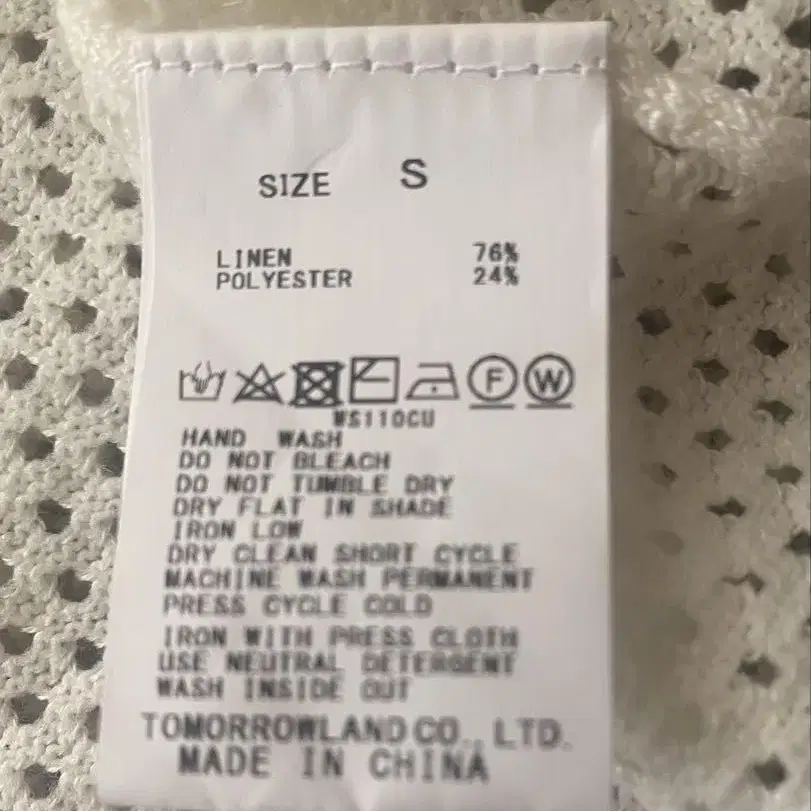 SIZE S
LINEN 76%
POLYESTER 24%
F W
WS110CU
HAND WASH
DO NOT BLEACH
DO NOT TUMBLE DRY
DRY FLAT IN SHADE
IRON LOW
DRY CLEAN SHORT CYCLE
MACHINE WASH PERMANENT
PRESS CYCLE COLD
IRON WITH PRESS CLOTH
USE NEUTRAL DETERGENT
WASH INSIDE OUT
TOMORROWLAND CO., LTD.
MADE IN CHINA